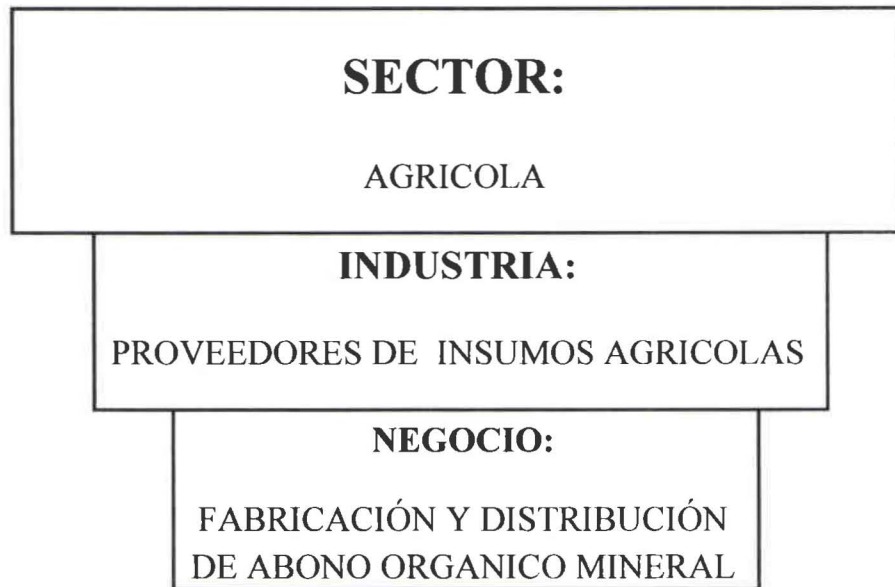 SECTOR:
AGRICOLA
INDUSTRIA:
PROVEEDORES DE INSUMOS AGRICOLAS
NEGOCIO:
FABRICACIÓN Y DISTRIBUCIÓN
DE ABONO ORGANICO MINERAL